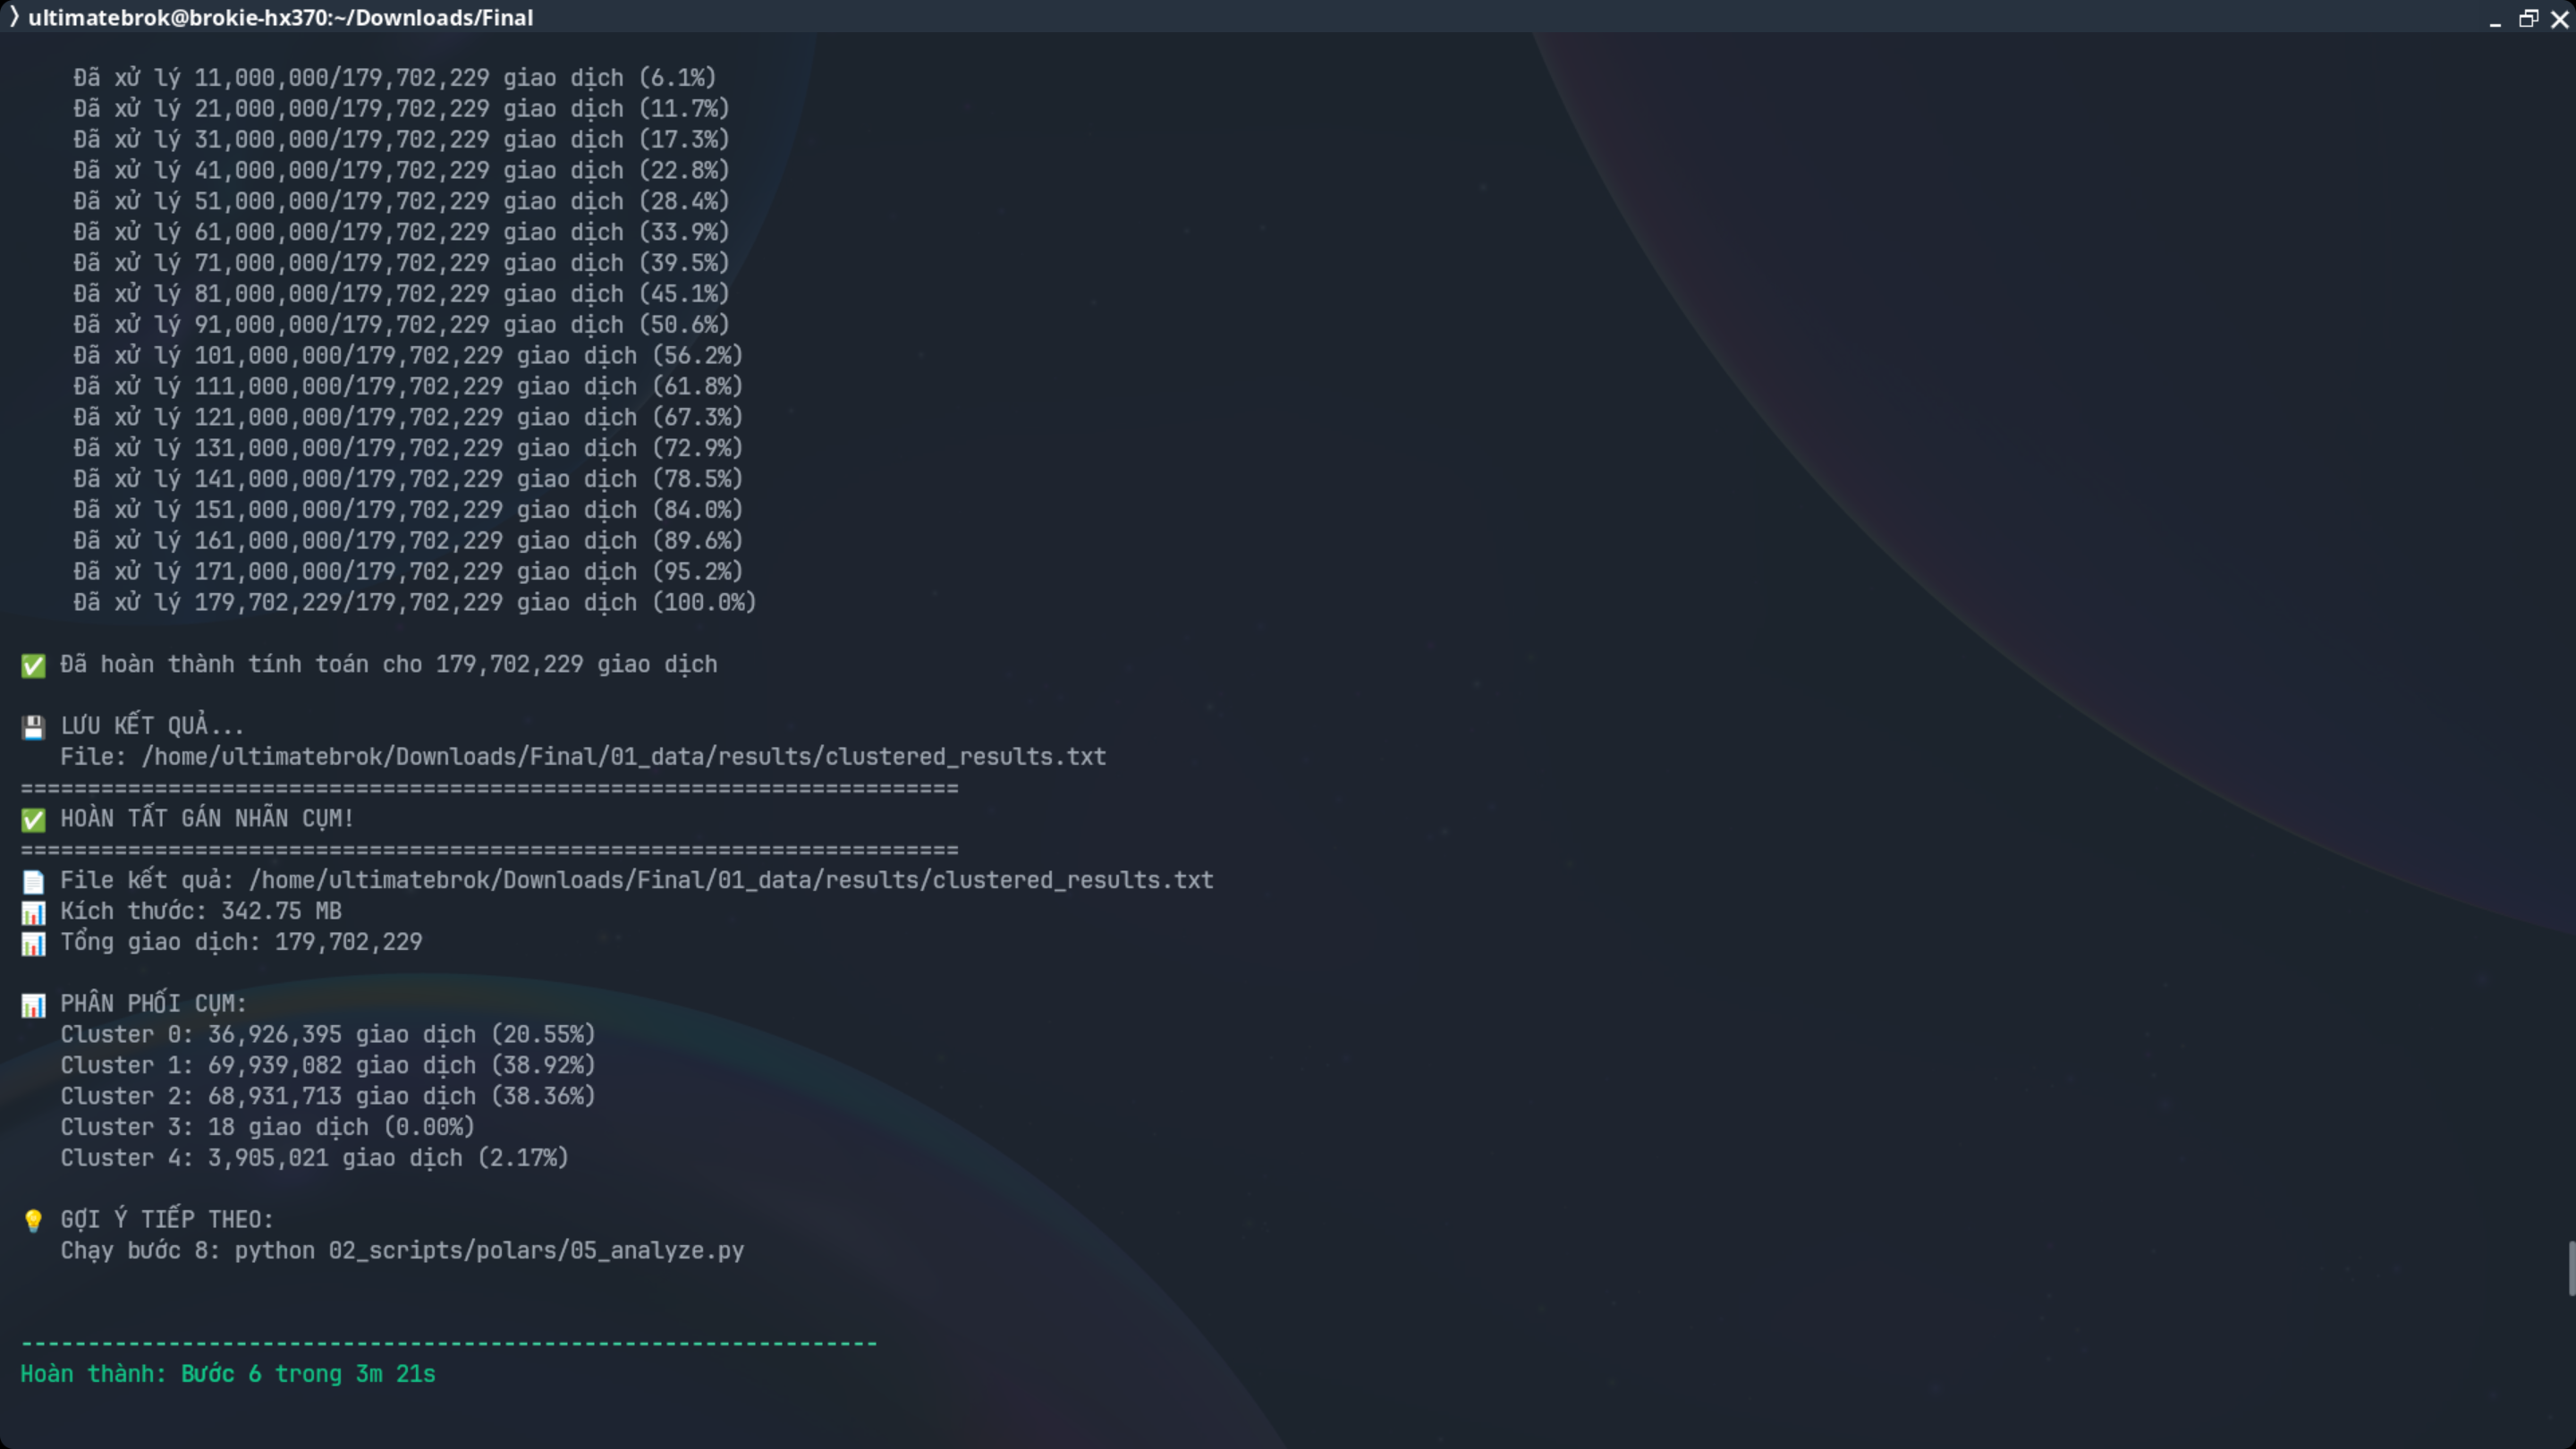 ❯ ultimatebrok@brokie-hx370:~/Downloads/Final
Đã xử lý 11,000,000/179,702,229 giao dịch (6.1%)
Đã xử lý 21,000,000/179,702,229 giao dịch (11.7%)
Đã xử lý 31,000,000/179,702,229 giao dịch (17.3%)
Đã xử lý 41,000,000/179,702,229 giao dịch (22.8%)
Đã xử lý 51,000,000/179,702,229 giao dịch (28.4%)
Đã xử lý 61,000,000/179,702,229 giao dịch (33.9%)
Đã xử lý 71,000,000/179,702,229 giao dịch (39.5%)
Đã xử lý 81,000,000/179,702,229 giao dịch (45.1%)
Đã xử lý 91,000,000/179,702,229 giao dịch (50.6%)
Đã xử lý 101,000,000/179,702,229 giao dịch (56.2%)
Đã xử lý 111,000,000/179,702,229 giao dịch (61.8%)
Đã xử lý 121,000,000/179,702,229 giao dịch (67.3%)
Đã xử lý 131,000,000/179,702,229 giao dịch (72.9%)
Đã xử lý 141,000,000/179,702,229 giao dịch (78.5%)
Đã xử lý 151,000,000/179,702,229 giao dịch (84.0%)
Đã xử lý 161,000,000/179,702,229 giao dịch (89.6%)
Đã xử lý 171,000,000/179,702,229 giao dịch (95.2%)
Đã xử lý 179,702,229/179,702,229 giao dịch (100.0%)
✅ Đã hoàn thành tính toán cho 179,702,229 giao dịch
💾 LƯU KẾT QUẢ...
File: /home/ultimatebrok/Downloads/Final/01_data/results/clustered_results.txt
======================================================================
✅ HOÀN TẤT GÁN NHÃN CỤM!
======================================================================
📄 File kết quả: /home/ultimatebrok/Downloads/Final/01_data/results/clustered_results.txt
📊 Kích thước: 342.75 MB
📊 Tổng giao dịch: 179,702,229
📊 PHÂN PHỐI CỤM:
Cluster 0: 36,926,395 giao dịch (20.55%)
Cluster 1: 69,939,082 giao dịch (38.92%)
Cluster 2: 68,931,713 giao dịch (38.36%)
Cluster 3: 18 giao dịch (0.00%)
Cluster 4: 3,905,021 giao dịch (2.17%)
💡 GỢI Ý TIẾP THEO:
Chạy bước 8: python 02_scripts/polars/05_analyze.py
----------------------------------------------------------------
Hoàn thành: Bước 6 trong 3m 21s